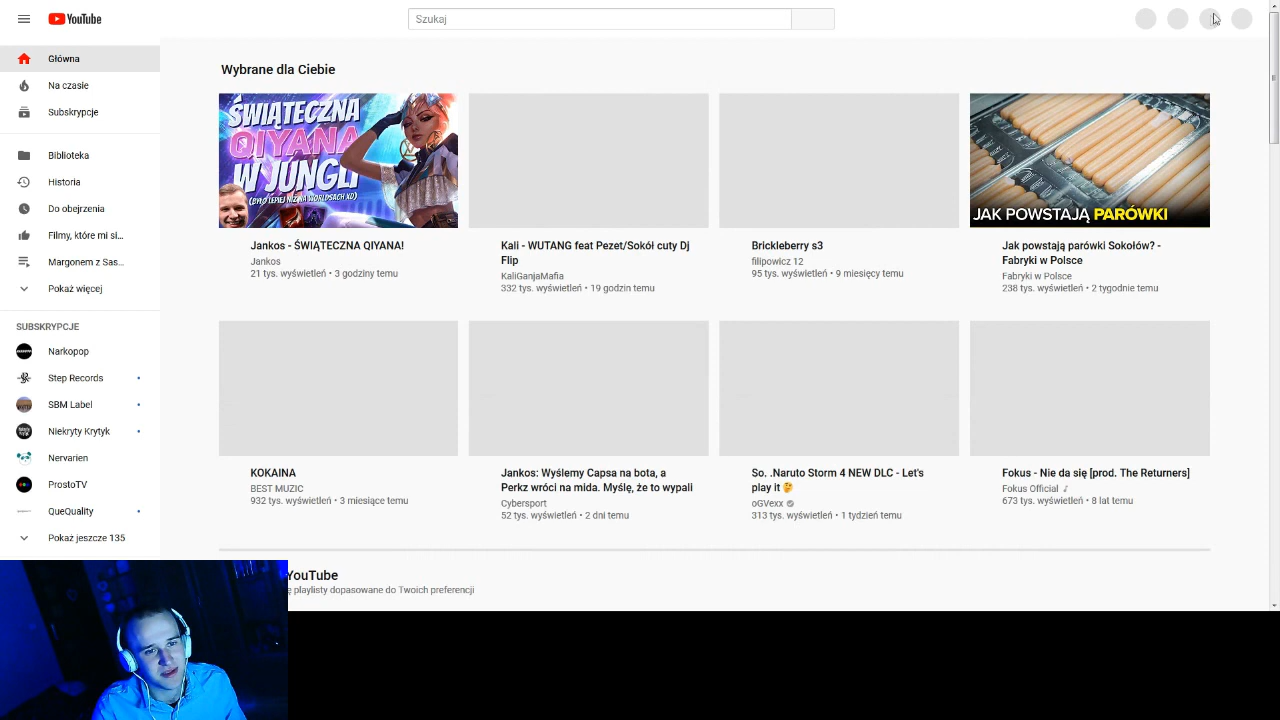 YouTube
Szukaj
Główna
Na czasie
Subskrypcje
Biblioteka
Historia
Do obejrzenia
Filmy, które mi si...
Margonem z Sas...
Pokaż więcej
SUBSKRYPCJE
Narkopop
Step Records
SBM Label
Niekryty Krytyk
Nervarien
ProstoTV
QueQuality
Pokaż jeszcze 135
Wybrane dla Ciebie
ŚWIĄTECZNA
QIYANA
W JUNGLI
(BYŁO LEPIEJ NIŻ NA WORLDSACH XD)
Jankos - ŚWIĄTECZNA QIYANA!
Jankos
21 tys. wyświetleń • 3 godziny temu
Kali - WUTANG feat Pezet/Sokół cuty Dj
Flip
KaliGanjaMafia
332 tys. wyświetleń • 19 godzin temu
Brickleberry s3
filipowicz 12
95 tys. wyświetleń • 9 miesięcy temu
JAK POWSTAJĄ PARÓWKI
Jak powstają parówki Sokołów? -
Fabryki w Polsce
Fabryki w Polsce
238 tys. wyświetleń • 2 tygodnie temu
KOKAINA
BEST MUZIC
932 tys. wyświetleń • 3 miesiące temu
Jankos: Wyślemy Capsa na bota, a
Perkz wróci na mida. Myślę, że to wypali
Cybersport
52 tys. wyświetleń • 2 dni temu
So. .Naruto Storm 4 NEW DLC - Let's
play it 🤔
oGVexx
313 tys. wyświetleń • 1 tydzień temu
Fokus - Nie da się [prod. The Returners]
Fokus Official ♪
673 tys. wyświetleń • 8 lat temu
YouTube
ę playlisty dopasowane do Twoich preferencji